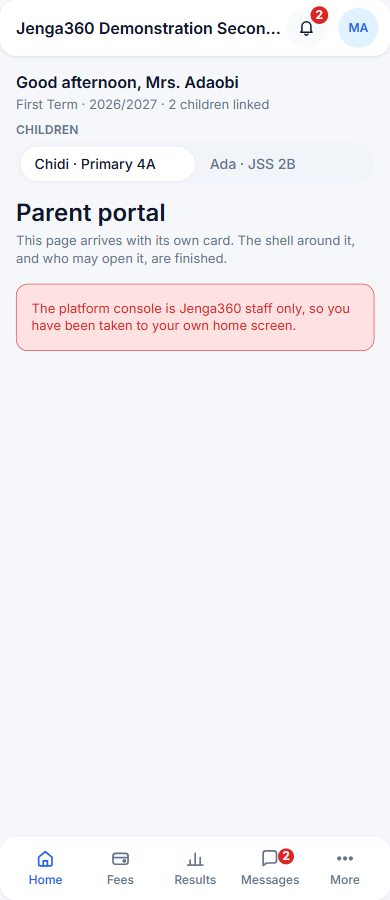 Jenga360 Demonstration Secon...
2
MA
Good afternoon, Mrs. Adaobi
First Term · 2026/2027 · 2 children linked
CHILDREN
Chidi · Primary 4A
Ada · JSS 2B
Parent portal
This page arrives with its own card. The shell around it,
and who may open it, are finished.
The platform console is Jenga360 staff only, so you
have been taken to your own home screen.
2
Home
Fees
Results
Messages
More